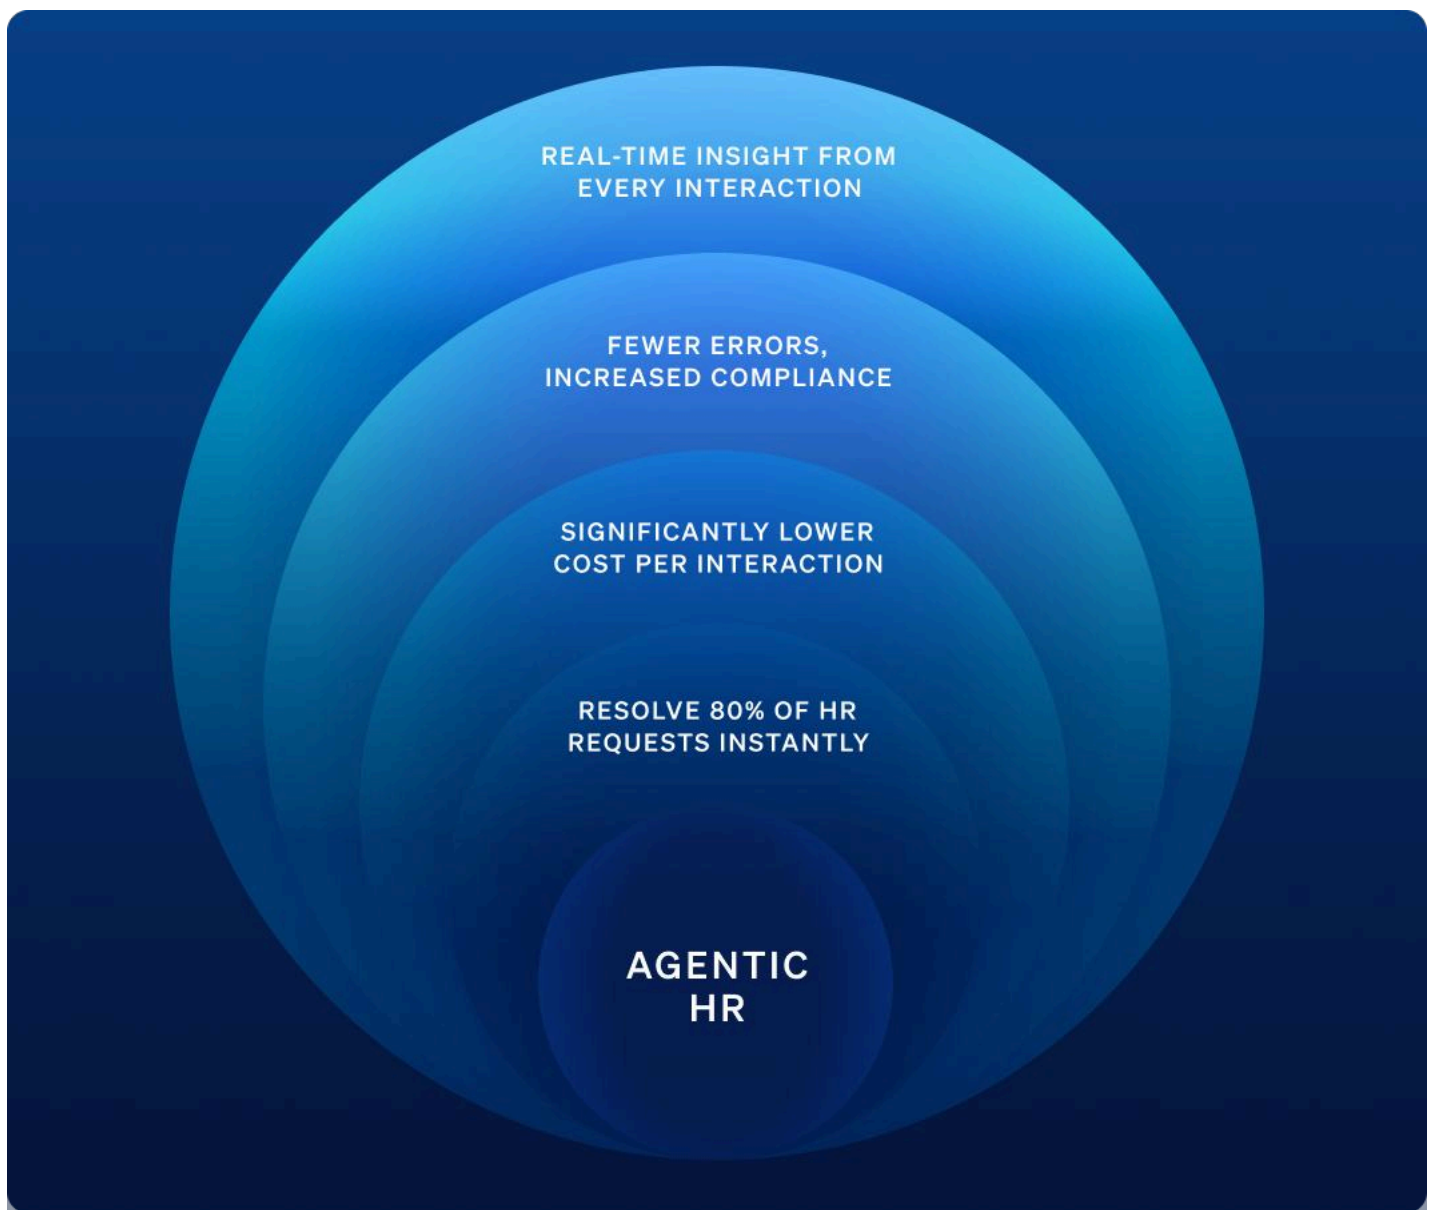 REAL-TIME INSIGHT FROM
EVERY INTERACTION
FEWER ERRORS,
INCREASED COMPLIANCE
SIGNIFICANTLY LOWER
COST PER INTERACTION
RESOLVE 80% OF HR
REQUESTS INSTANTLY
AGENTIC
HR